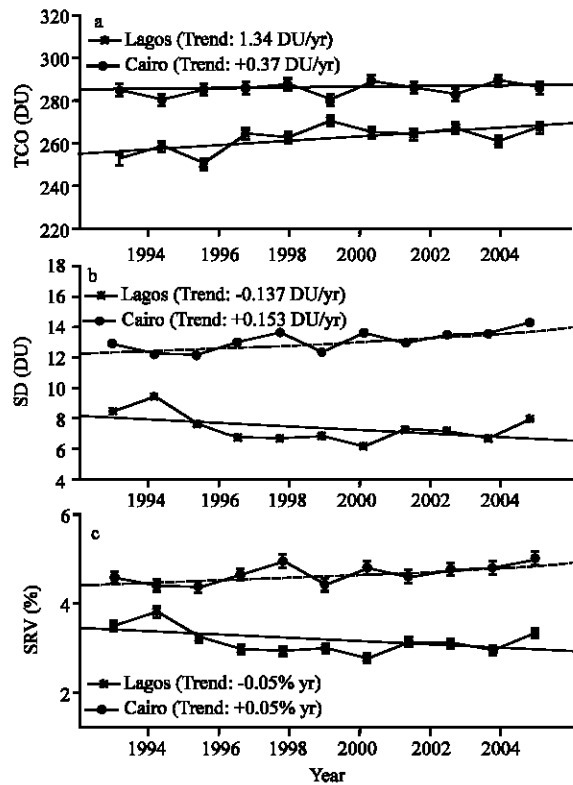 a
Lagos (Trend: 1.34 DU/yr)
Cairo (Trend: +0.37 DU/yr)
TCO (DU)
320
300
280
260
240
220
1994 1996 1998 2000 2002 2004
b
Lagos (Trend: -0.137 DU/yr)
Cairo (Trend: +0.153 DU/yr)
SD (DU)
18
16
14
12
10
8
6
4
1994 1996 1998 2000 2002 2004
c
SRV (%)
6
4
2
Lagos (Trend: -0.05% yr)
Cairo (Trend: +0.05% yr)
1994 1996 1998 2000 2002 2004
Year